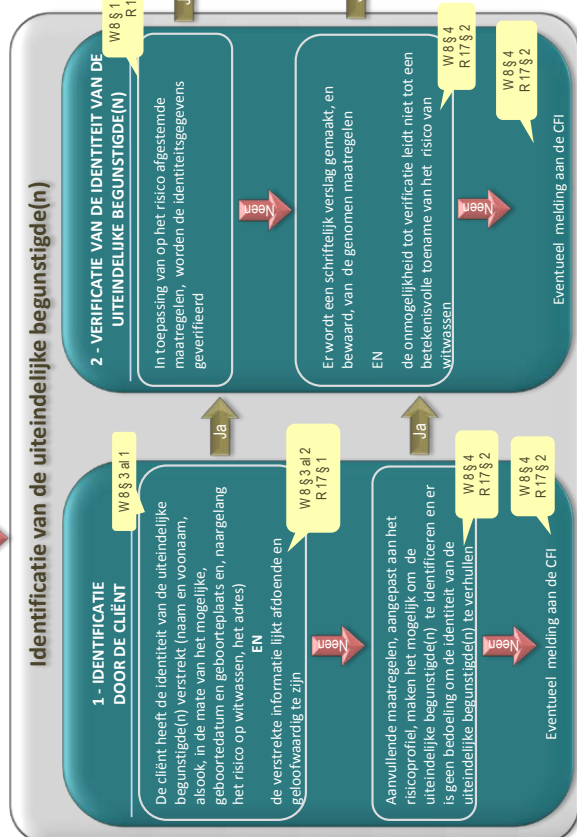 Identificatie van de uiteindelijke begunstigde(n)
1 - IDENTIFICATIE
DOOR DE CLIËNT
W 8 § 3 al 1
De cliënt heeft de identiteit van de uiteindelijke
begunstigde(n) verstrekt (naam en voonaam,
alsook, in de mate van het mogelijke,
geboortedatum en geboorteplaats en, naargelang
het risico op witwassen, het adres)
EN
de verstrekte informatie lijkt afdoende en
geloofwaardig te zijn
W 8 § 3 al 2
R 17 § 1
Ja
Neen
Aanvullende maatregelen, aangepast aan het
risicoprofiel, maken het mogelijk om de
uiteindelijke begunstigde(n) te identificeren en er
is geen bedoeling om de identiteit van de
uiteindelijke begunstigde(n) te verhullen
W 8 § 4
R 17 § 2
Ja
Neen
W 8 § 4
R 17 § 2
Eventueel melding aan de CFI
2 - VERIFICATIE VAN DE IDENTITEIT VAN DE
UITEINDELIJKE BEGUNSTIGDE(N)
W 8 § 1
In toepassing van op het risico afgestemde
maatregelen, worden de identiteitsgegevens
geverifieerd
Neen
Er wordt een schriftelijk verslag gemaakt, en
bewaard, van de genomen maatregelen
EN
de onmogelijkheid tot verificatie leidt niet tot een
betekenisvolle toename van het risico van
witwassen
W 8 § 4
R 17 § 2
Neen
W 8 § 4
R 17 § 2
Eventueel melding aan de CFI